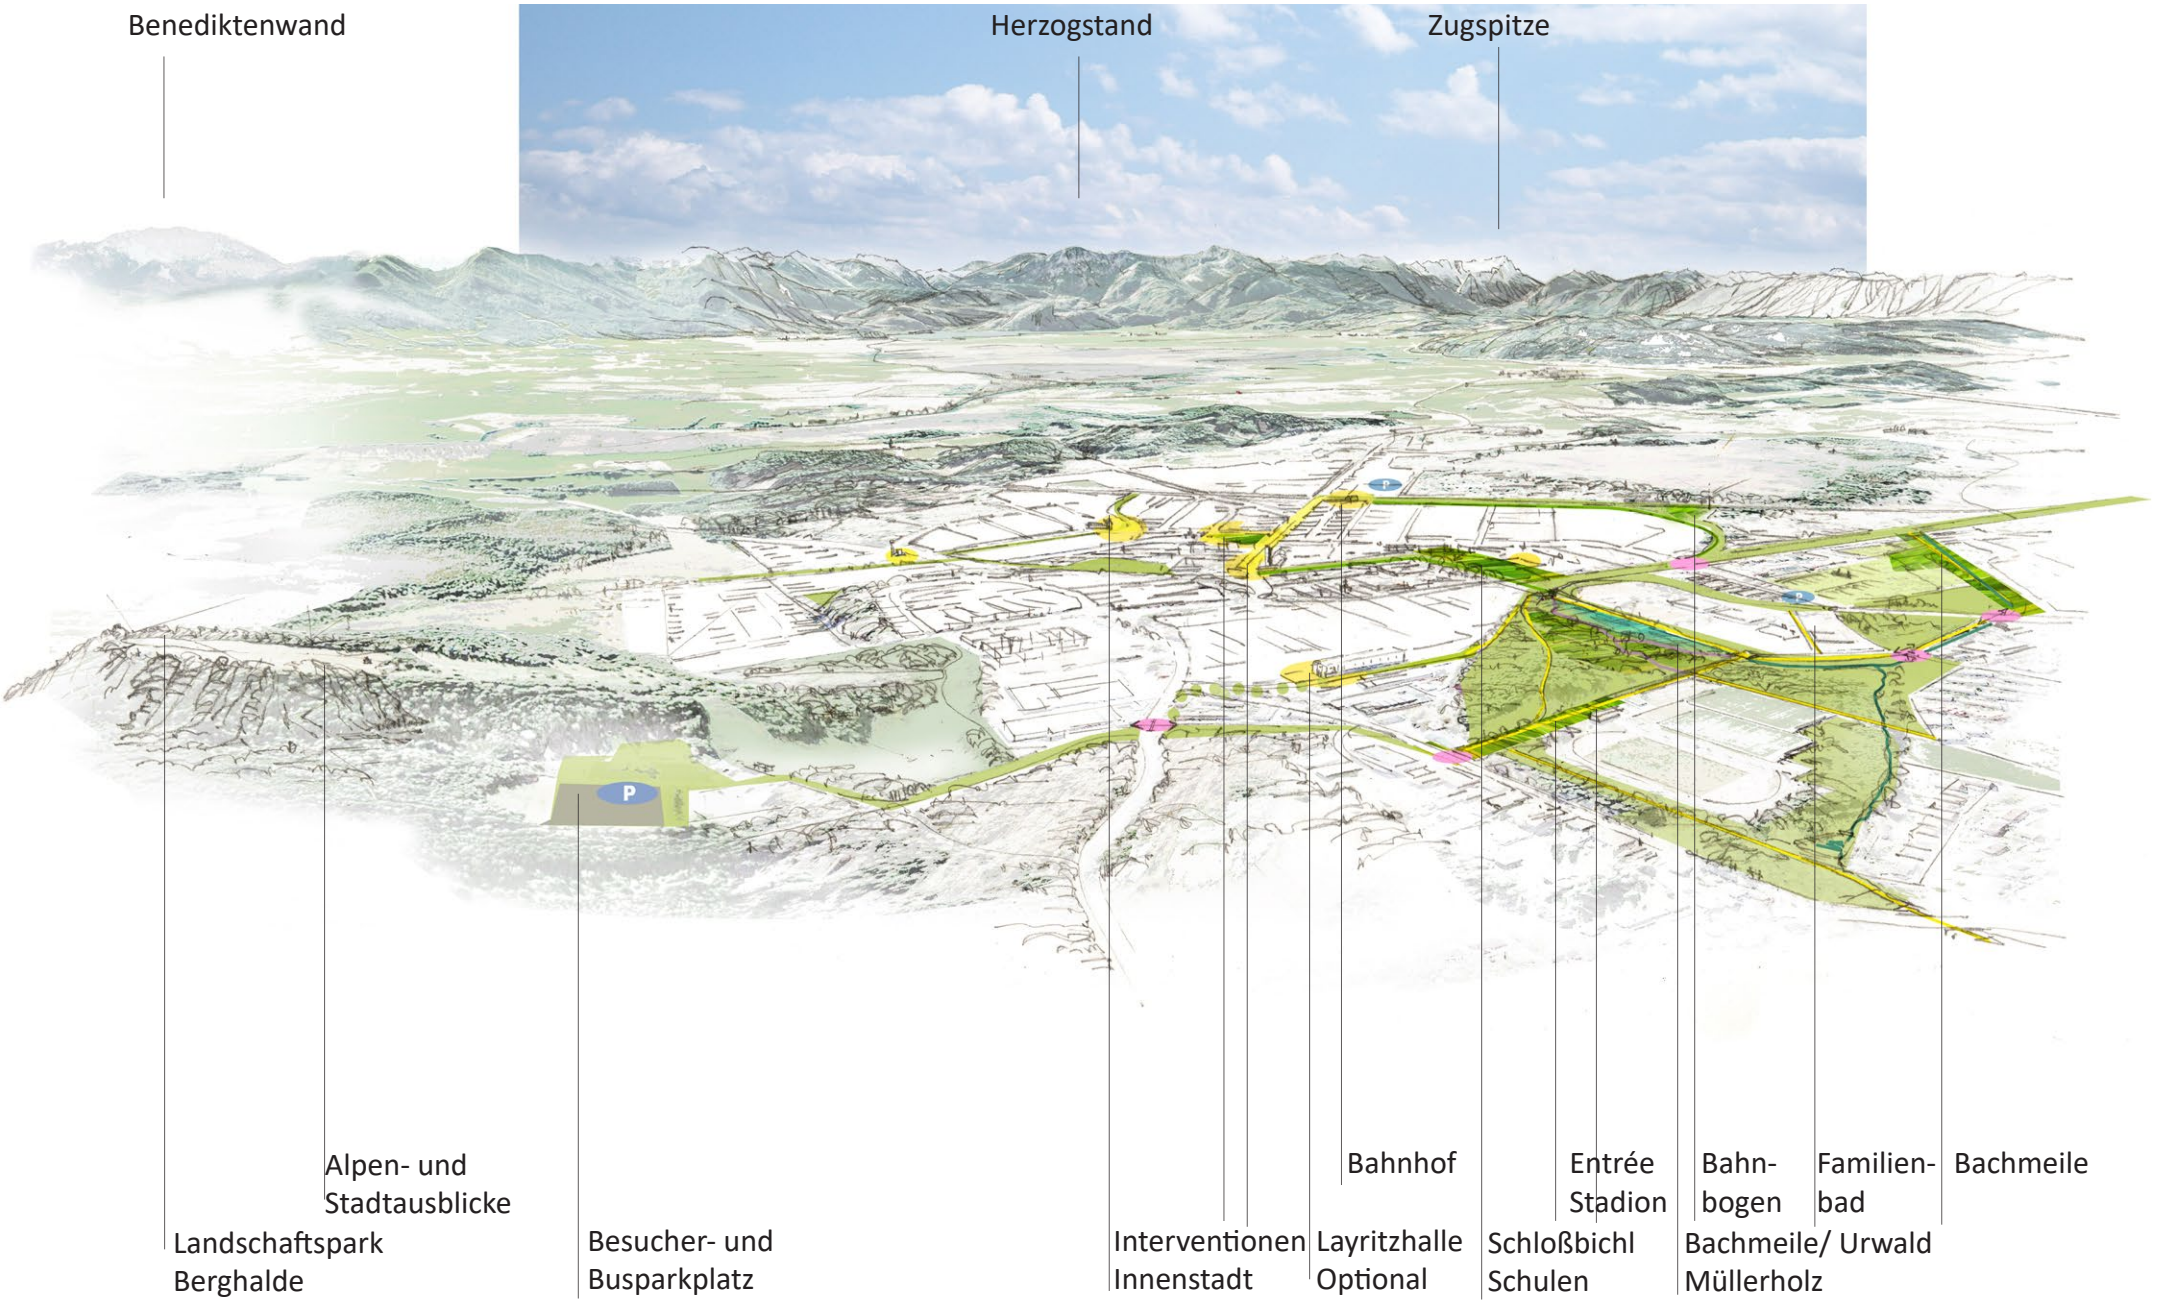 Benediktenwand
Herzogstand
Zugspitze
P
P
P
Alpen- und
Stadtausblicke
Landschaftspark
Berghalde
Besucher- und
Busparkplatz
Interventionen
Innenstadt
Layritzhalle
Optional
Bahnhof
Schloßbichl
Schulen
Entrée
Stadion
Bahn-
bogen
Bachmeile/ Urwald
Müllerholz
Familien-
bad
Bachmeile